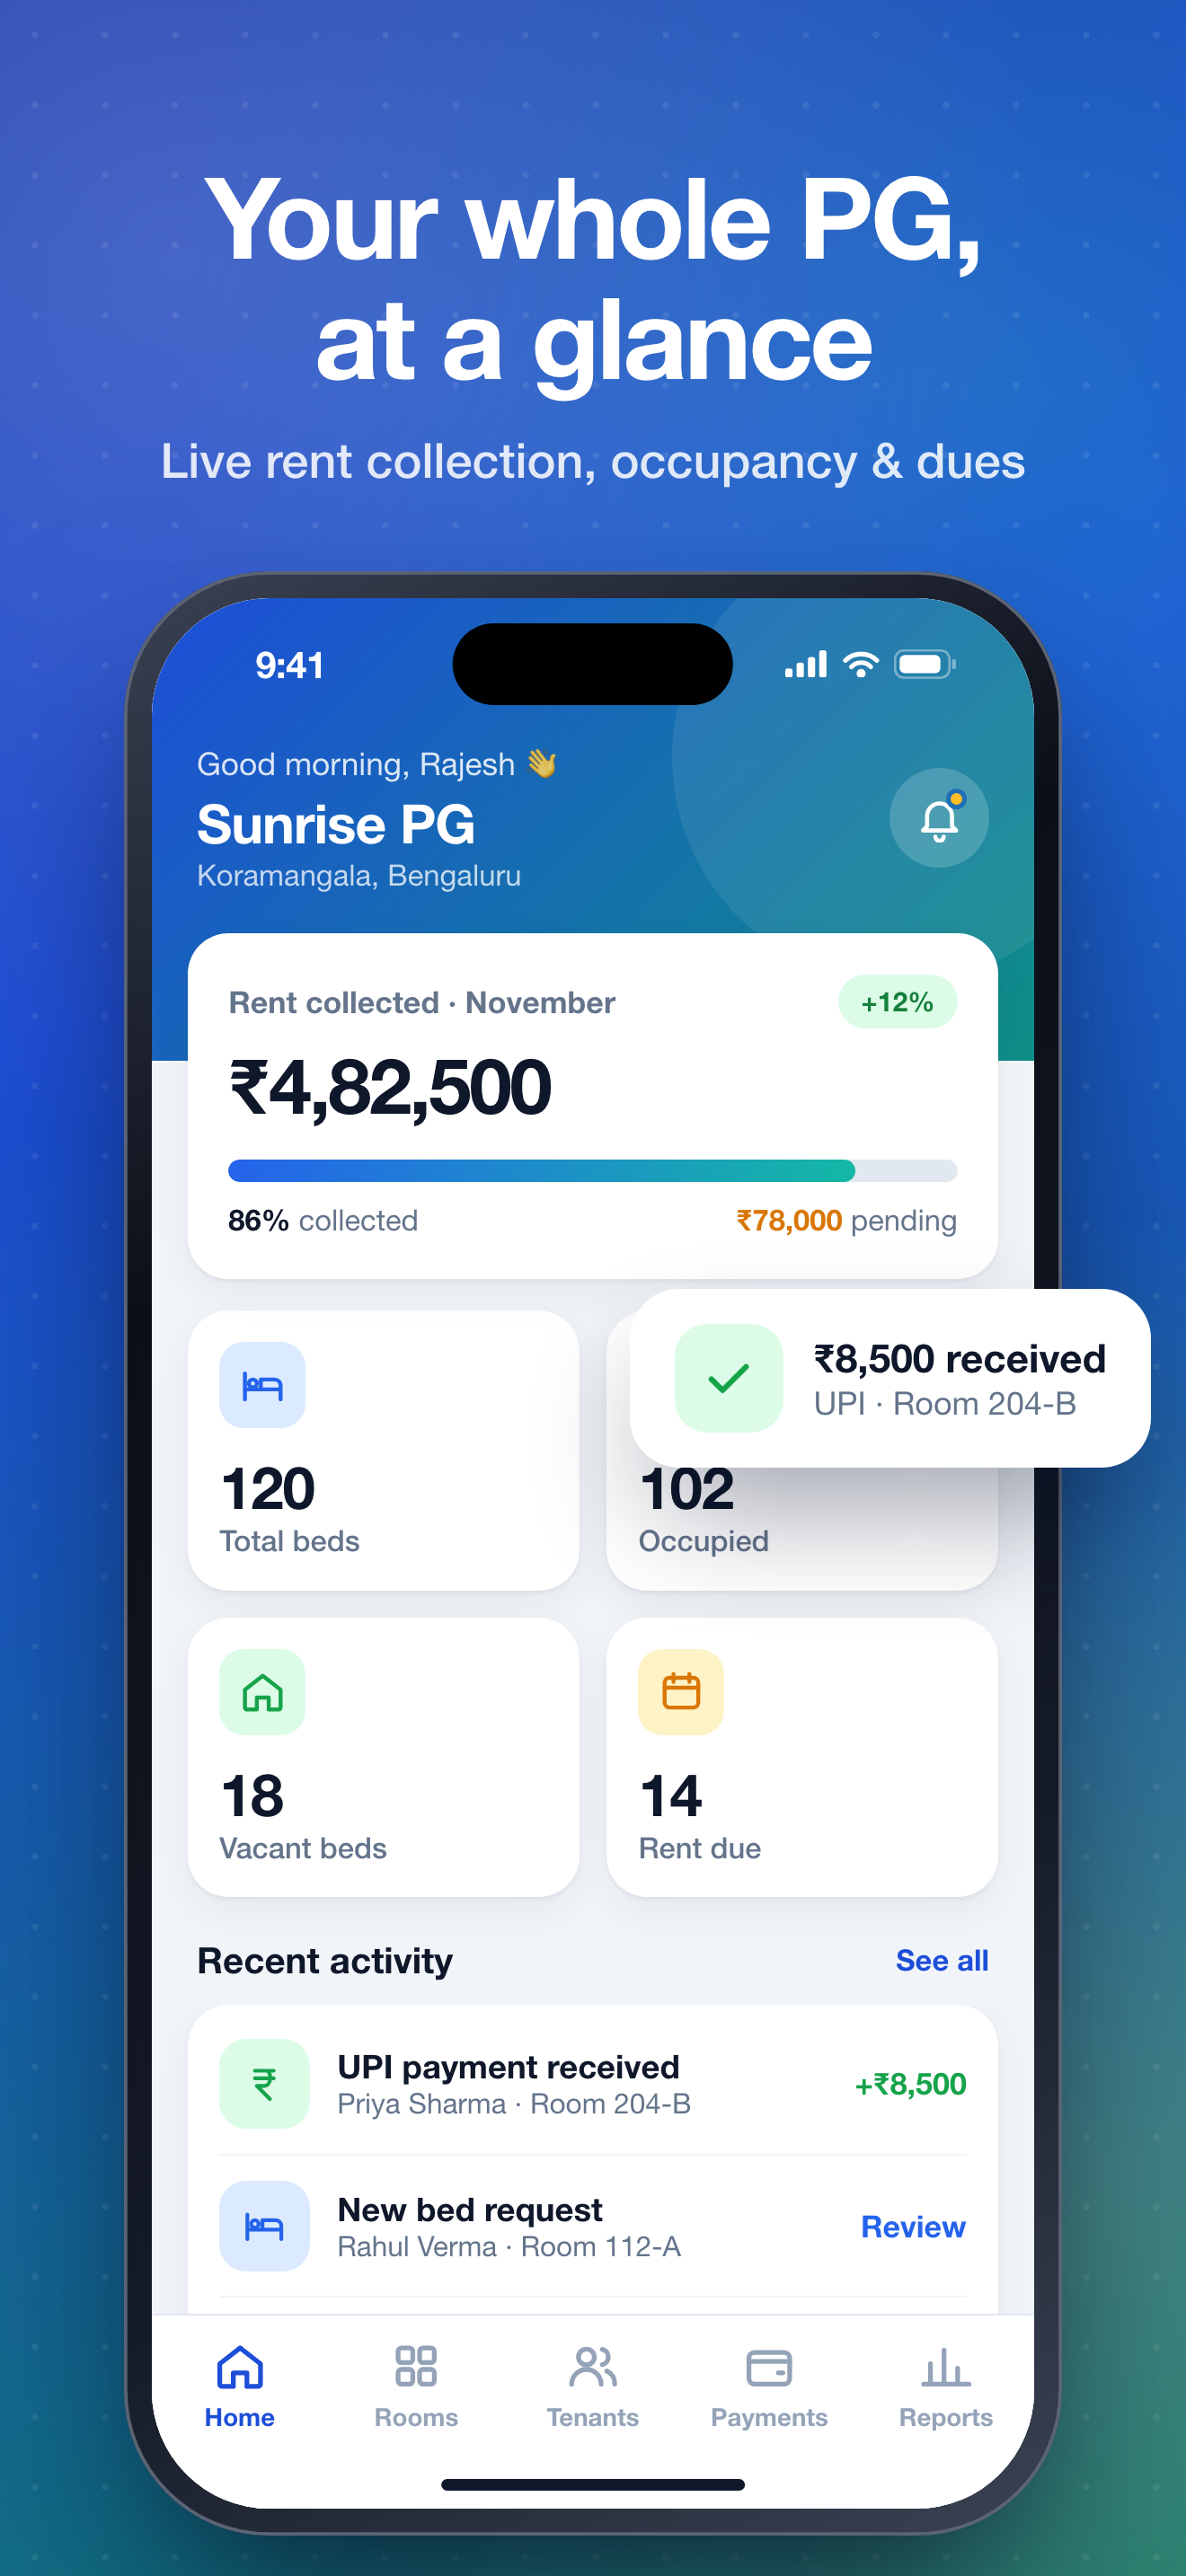 Your whole PG,
at a glance
Live rent collection, occupancy & dues
9:41
Good morning, Rajesh 👋
Sunrise PG
Koramangala, Bengaluru
Rent collected · November
+12%
₹4,82,500
86% collected
₹78,000 pending
₹8,500 received
UPI · Room 204-B
120
Total beds
102
Occupied
18
Vacant beds
14
Rent due
Recent activity
See all
₹
UPI payment received
Priya Sharma · Room 204-B
+₹8,500
New bed request
Rahul Verma · Room 112-A
Review
Home
Rooms
Tenants
Payments
Reports